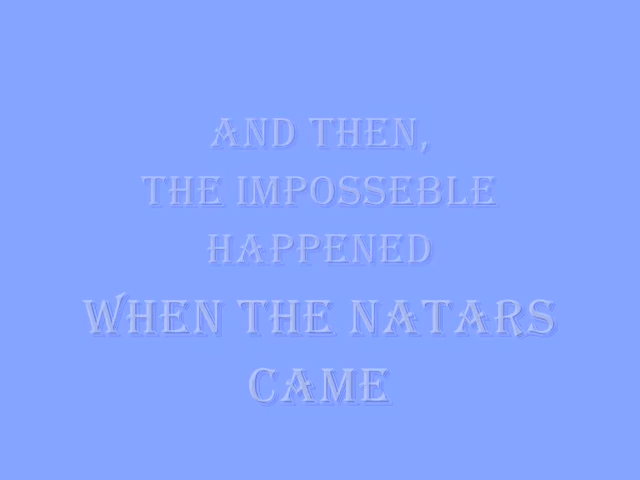 AND THEN,
THE IMPOSSEBLE
HAPPENED
WHEN THE NATARS
CAME